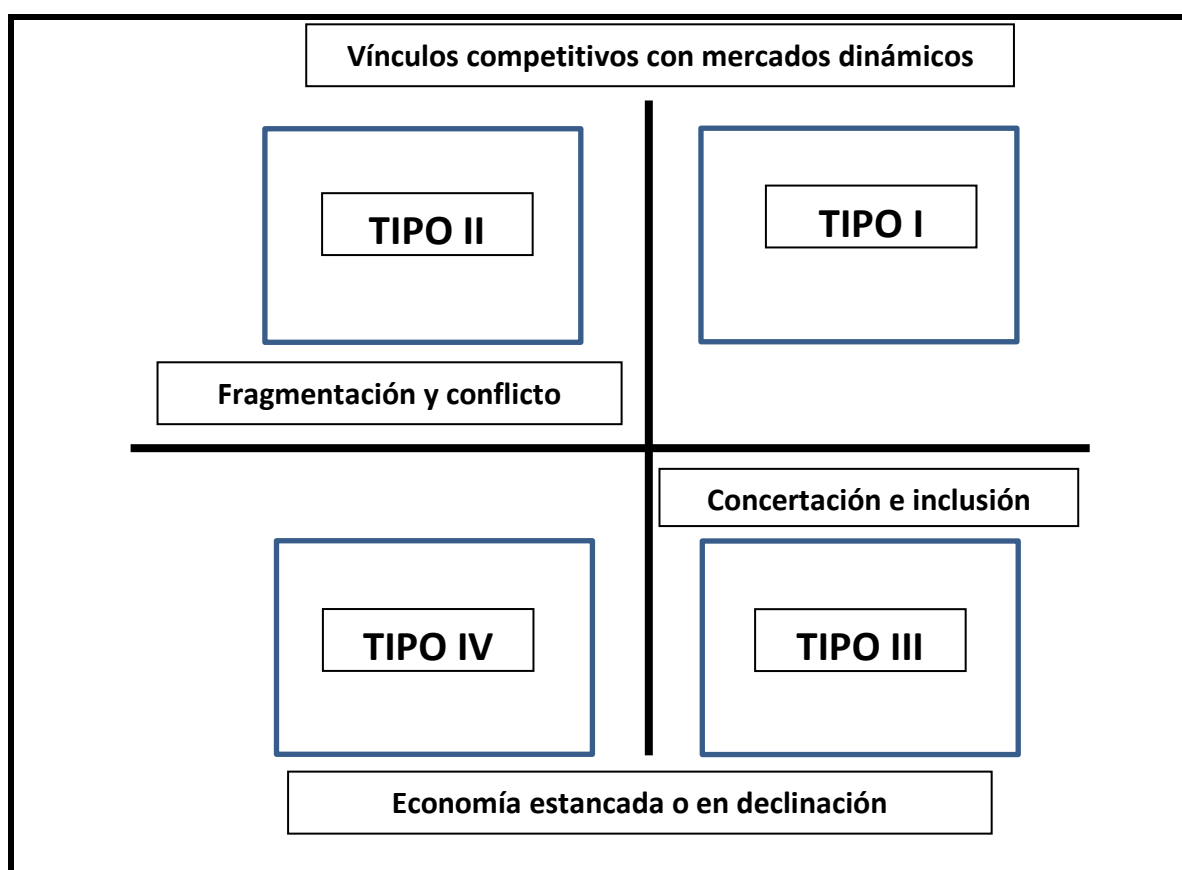 Vínculos competitivos con mercados dinámicos
TIPO II
TIPO I
Fragmentación y conflicto
Concertación e inclusión
TIPO IV
TIPO III
Economía estancada o en declinación